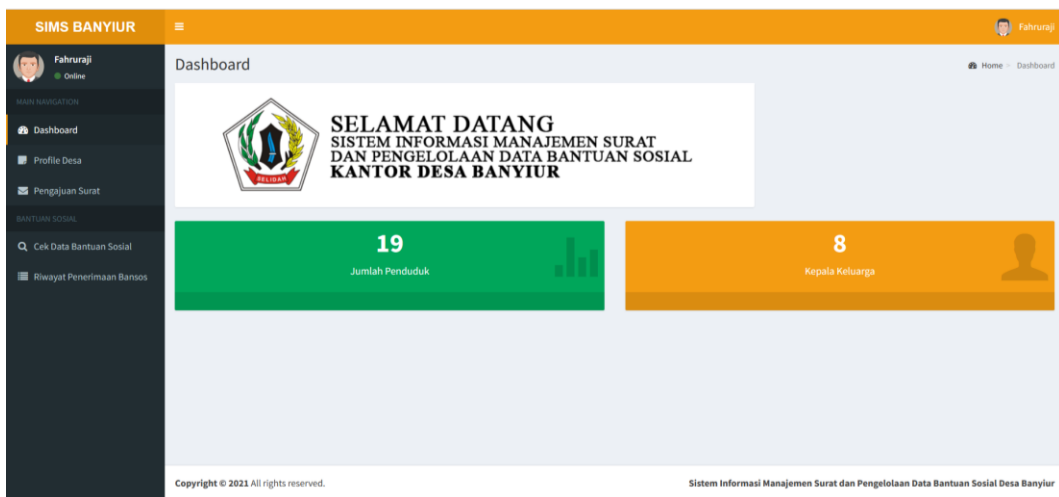 SIMS BANYIUR
Fahruraji
Fahruraji
Online
MAIN NAVIGATION
Dashboard
Profile Desa
Pengajuan Surat
BANTUAN SOSIAL
Cek Data Bantuan Sosial
Riwayat Penerimaan Bansos
Dashboard
Home > Dashboard
SELIDAH
SELAMAT DATANG
SISTEM INFORMASI MANAJEMEN SURAT
DAN PENGELOLAAN DATA BANTUAN SOSIAL
KANTOR DESA BANYIUR
19
Jumlah Penduduk
8
Kepala Keluarga
Copyright © 2021 All rights reserved.
Sistem Informasi Manajemen Surat dan Pengelolaan Data Bantuan Sosial Desa Banyiur